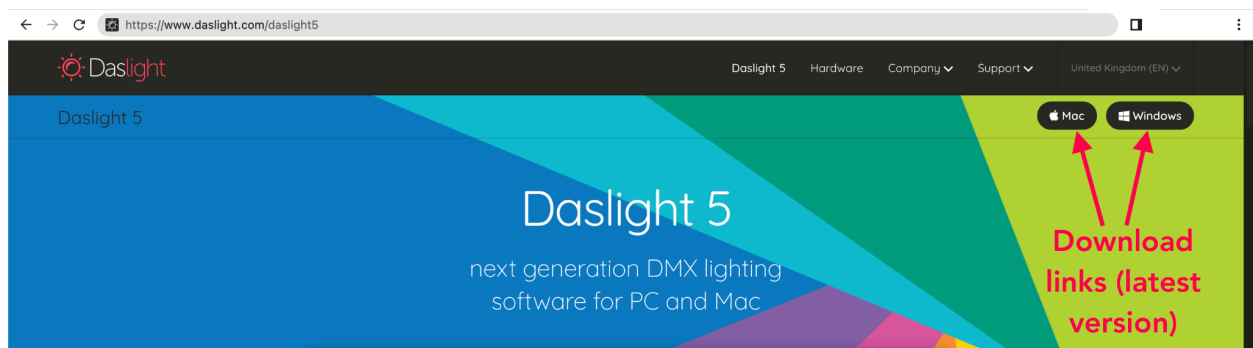 https://www.daslight.com/daslight5
Daslight
Daslight 5
Hardware
Company
Support
United Kingdom (EN)
Daslight 5
Mac
Windows
Daslight 5
next generation DMX lighting
software for PC and Mac
Download
links (latest
version)